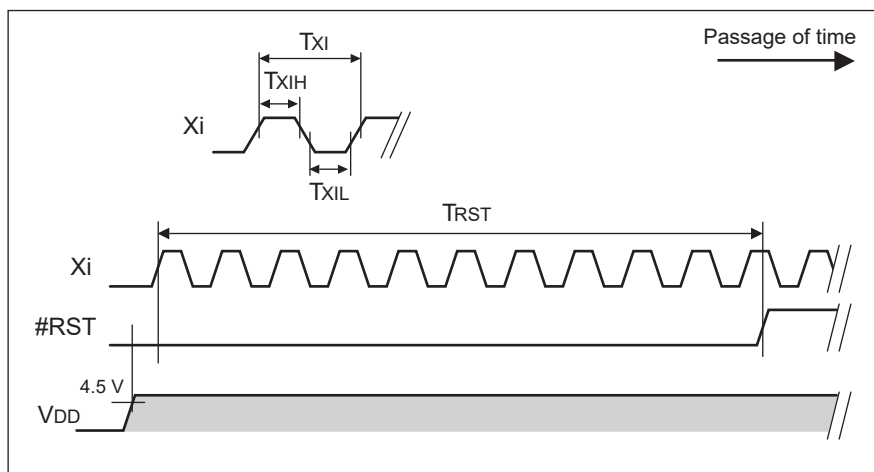 Passage of time
TXI
TXIH
Xi
TXIL
TRST
Xi
#RST
4.5 V
VDD